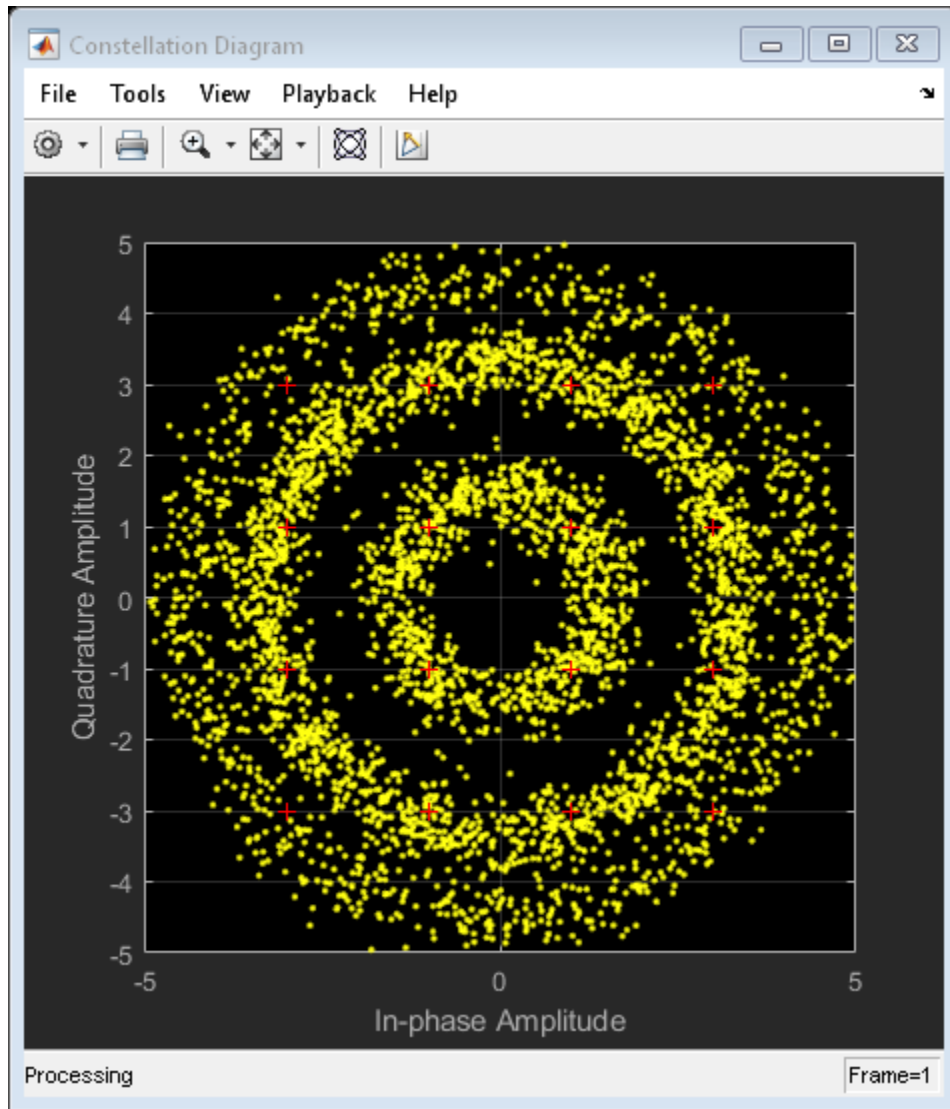 Constellation Diagram
File Tools View Playback Help
5
4
3
2
1
0
-1
-2
-3
-4
-5
Quadrature Amplitude
-5 0 5
In-phase Amplitude
Processing Frame=1